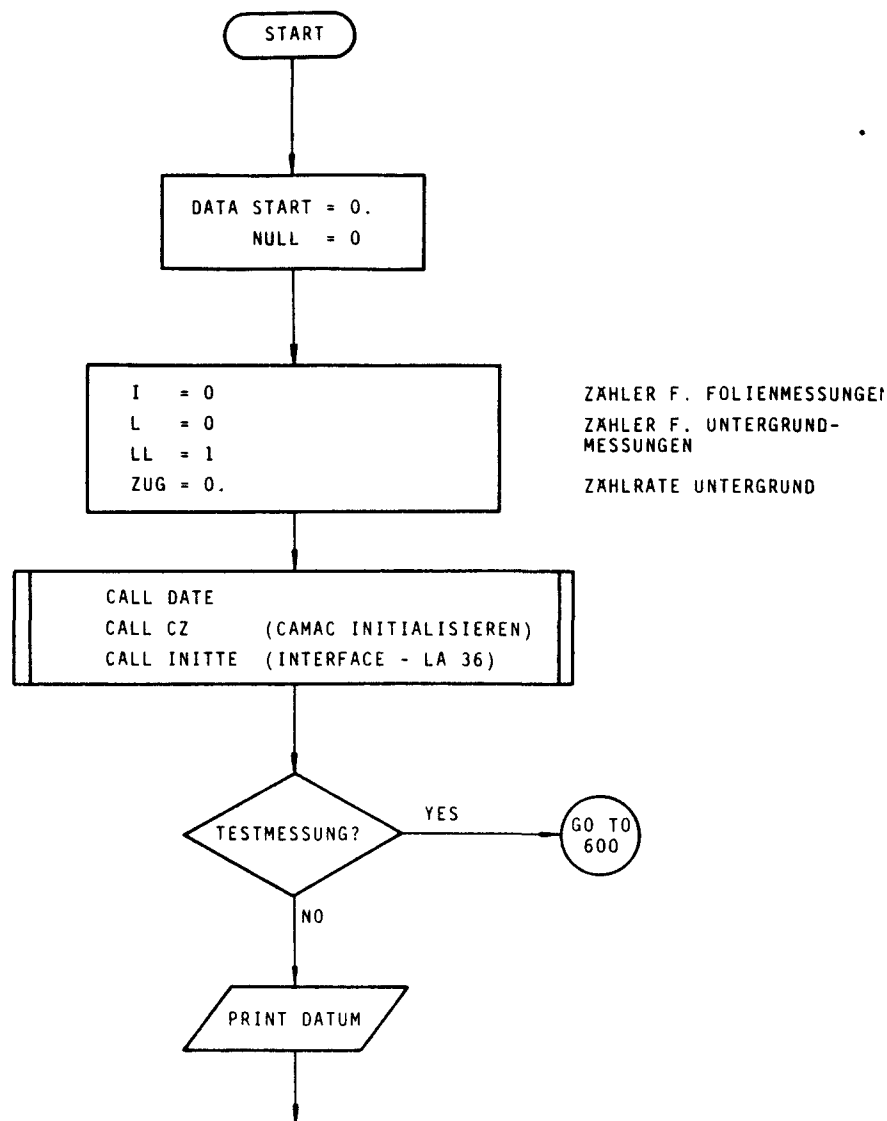 START
DATA START = 0.
NULL = 0
I = 0
ZÄHLER F. FOLIENMESSUNGEN
L = 0
ZÄHLER F. UNTERGRUND-
MESSUNGEN
LL = 1
ZUG = 0.
ZÄHLRATE UNTERGRUND
CALL DATE
CALL CZ (CAMAC INITIALISIEREN)
CALL INITTE (INTERFACE - LA 36)
TESTMESSUNG?
YES
GO TO
600
NO
PRINT DATUM